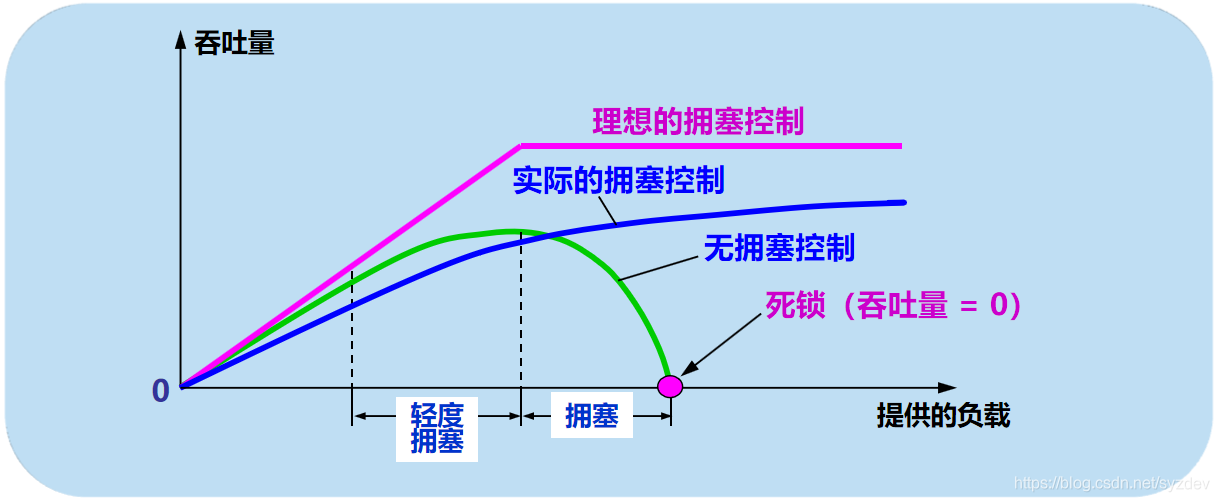 吞吐量
理想的拥塞控制
实际的拥塞控制
无拥塞控制
死锁（吞吐量 = 0）
0
轻度
拥塞
拥塞
提供的负载
https://blog.csdn.net/syzdev